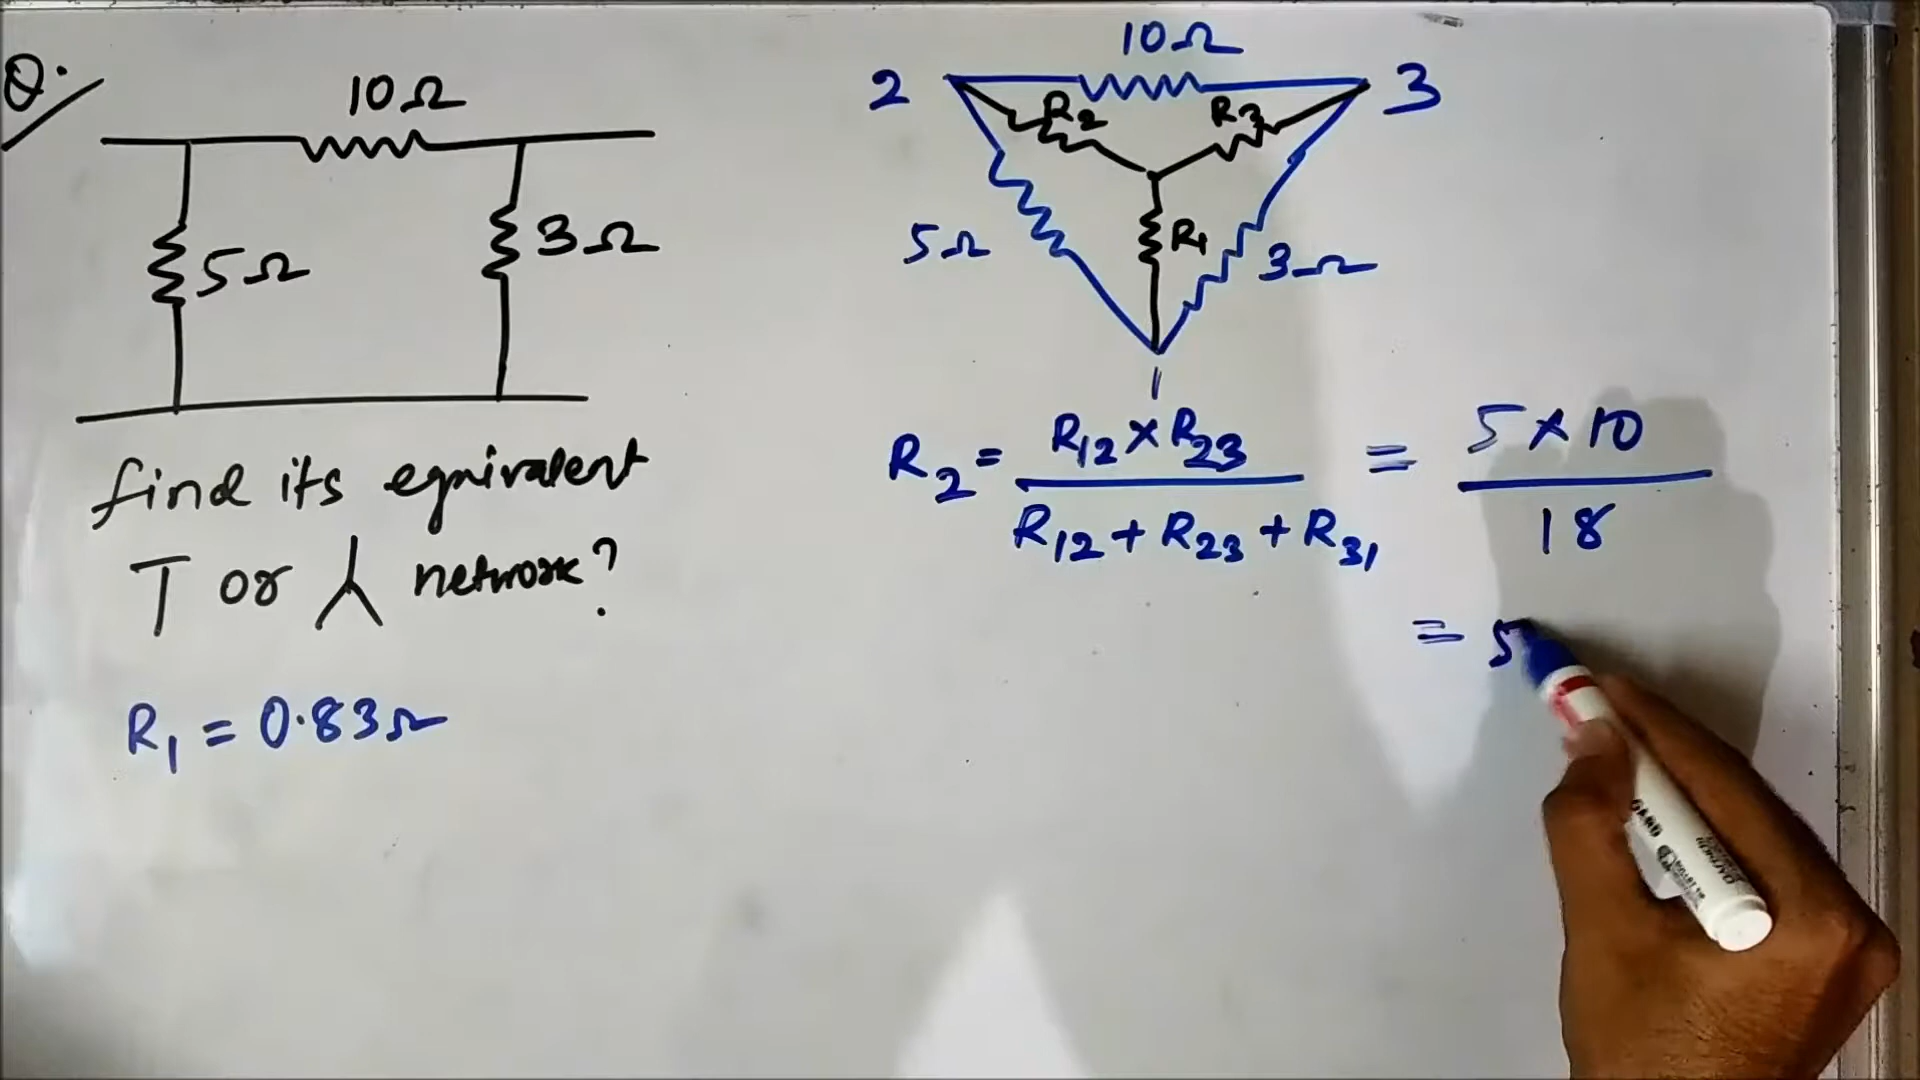 Q.
10Ω
5Ω
3Ω
find its equivalent
T or ⅄ network?
R₁ = 0.83Ω
10Ω
2
3
R₂
R₃
5Ω
R₁
3Ω
1
R₂ = R₁₂ × R₂₃ / R₁₂ + R₂₃ + R₃₁ = 5 × 10 / 18
= 5